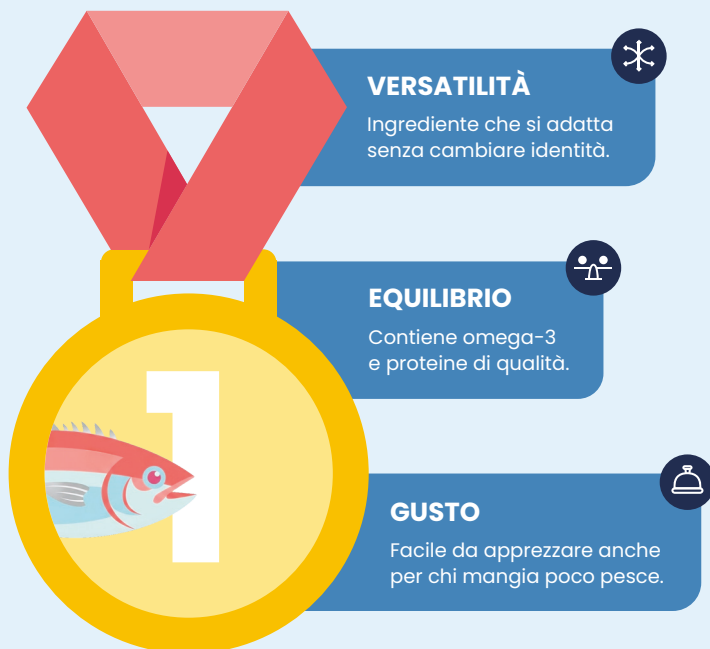 VERSATILITÀ
Ingrediente che si adatta
senza cambiare identità.
EQUILIBRIO
Contiene omega-3
e proteine di qualità.
1
GUSTO
Facile da apprezzare anche
per chi mangia poco pesce.